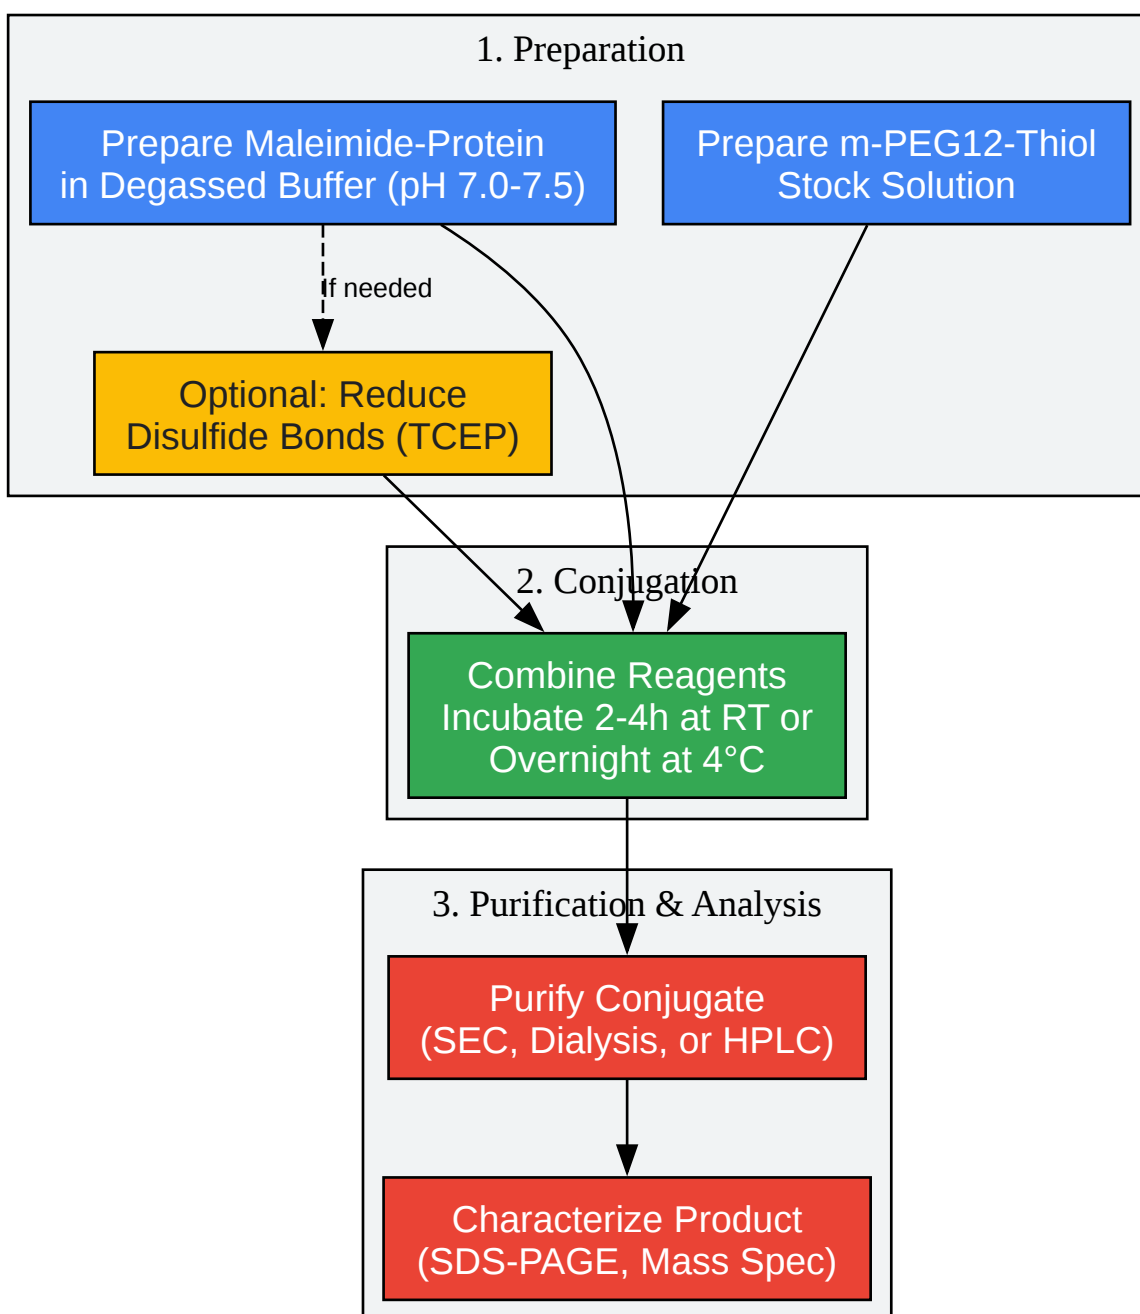 1. Preparation
Prepare Maleimide-Protein
in Degassed Buffer (pH 7.0-7.5)
Prepare m-PEG12-Thiol
Stock Solution
If needed
Optional: Reduce
Disulfide Bonds (TCEP)
2. Conjugation
Combine Reagents
Incubate 2-4h at RT or
Overnight at 4°C
3. Purification & Analysis
Purify Conjugate
(SEC, Dialysis, or HPLC)
Characterize Product
(SDS-PAGE, Mass Spec)